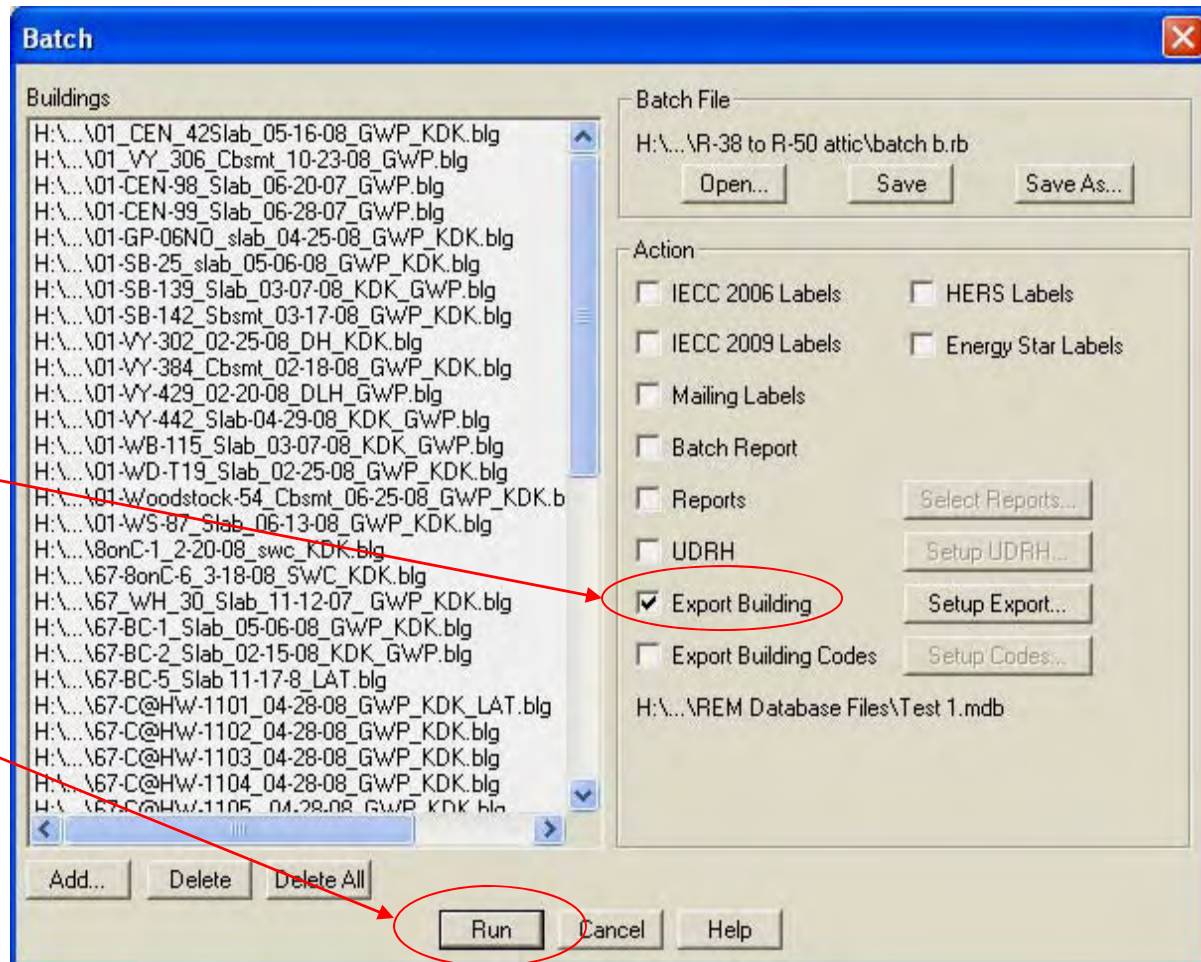 Batch
Buildings
H:\...\01_CEN_42Slab_05-16-08_GWP_KDK.blg
H:\...\01_VY_306_Cbsmt_10-23-08_GWP.blg
H:\...\01-CEN-98_Slab_06-20-07_GWP.blg
H:\...\01-CEN-99_Slab_06-28-07_GWP.blg
H:\...\01-GP-06NO_slab_04-25-08_GWP_KDK.blg
H:\...\01-SB-25_slab_05-06-08_GWP_KDK.blg
H:\...\01-SB-139_Slab_03-07-08_KDK_GWP.blg
H:\...\01-SB-142_Sbsmt_03-17-08_GWP_KDK.blg
H:\...\01-VY-302_02-25-08_DH_KDK.blg
H:\...\01-VY-384_Cbsmt_02-18-08_GWP_KDK.blg
H:\...\01-VY-429_02-20-08_DLH_GWP.blg
H:\...\01-VY-442_Slab-04-29-08_KDK_GWP.blg
H:\...\01-WB-115_Slab_03-07-08_KDK_GWP.blg
H:\...\01-WD-T19_Slab_02-25-08_GWP_KDK.blg
H:\...\01-Woodstock-54_Cbsmt_06-25-08_GWP_KDK.b
H:\...\01-WS-87_Slab_06-13-08_GWP_KDK.blg
H:\...\8onC-1_2-20-08_swc_KDK.blg
H:\...\67-8onC-6_3-18-08_SWC_KDK.blg
H:\...\67_WH_30_Slab_11-12-07_ GWP_KDK.blg
H:\...\67-BC-1_Slab_05-06-08_GWP_KDK.blg
H:\...\67-BC-2_Slab_02-15-08_KDK_GWP.blg
H:\...\67-BC-5_Slab 11-17-8_LAT.blg
H:\...\67-C@HW-1101_04-28-08_GWP_KDK_LAT.blg
H:\...\67-C@HW-1102_04-28-08_GWP_KDK.blg
H:\...\67-C@HW-1103_04-28-08_GWP_KDK.blg
H:\...\67-C@HW-1104_04-28-08_GWP_KDK.blg
H:\...\67-C@HW-1105_04-28-08_GWP_KDK.blg
Add... Delete Delete All
Batch File
H:\...\R-38 to R-50 attic\batch b.rb
Open... Save Save As...
Action
IECC 2006 Labels HERS Labels
IECC 2009 Labels Energy Star Labels
Mailing Labels
Batch Report
Reports Select Reports...
UDRH Setup UDRH...
Export Building Setup Export...
Export Building Codes Setup Codes...
H:\...\REM Database Files\Test 1.mdb
Run Cancel Help